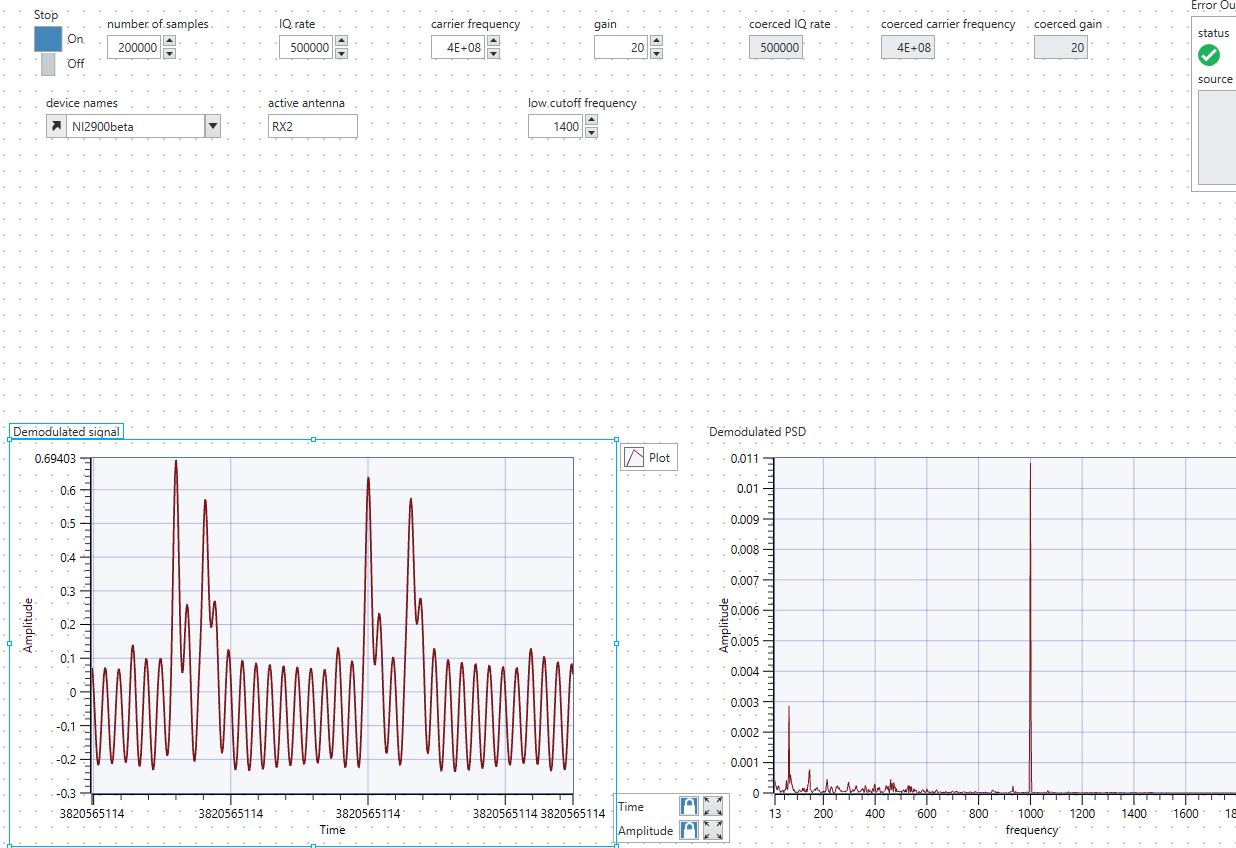 Stop
On
Off
number of samples
200000
IQ rate
500000
carrier frequency
4E+08
gain
20
coerced IQ rate
500000
coerced carrier frequency
4E+08
coerced gain
20
Error Ou
status
source
device names
NI2900beta
active antenna
RX2
low cutoff frequency
1400
Demodulated signal
Plot
0.69403
0.6
0.5
0.4
0.3
0.2
0.1
0
-0.1
-0.2
-0.3
Amplitude
3820565114 3820565114 3820565114 3820565114 3820565114
Time
Time
Amplitude
Demodulated PSD
0.011
0.01
0.009
0.008
0.007
0.006
0.005
0.004
0.003
0.002
0.001
0
Amplitude
13 200 400 600 800 1000 1200 1400 1600 18
frequency